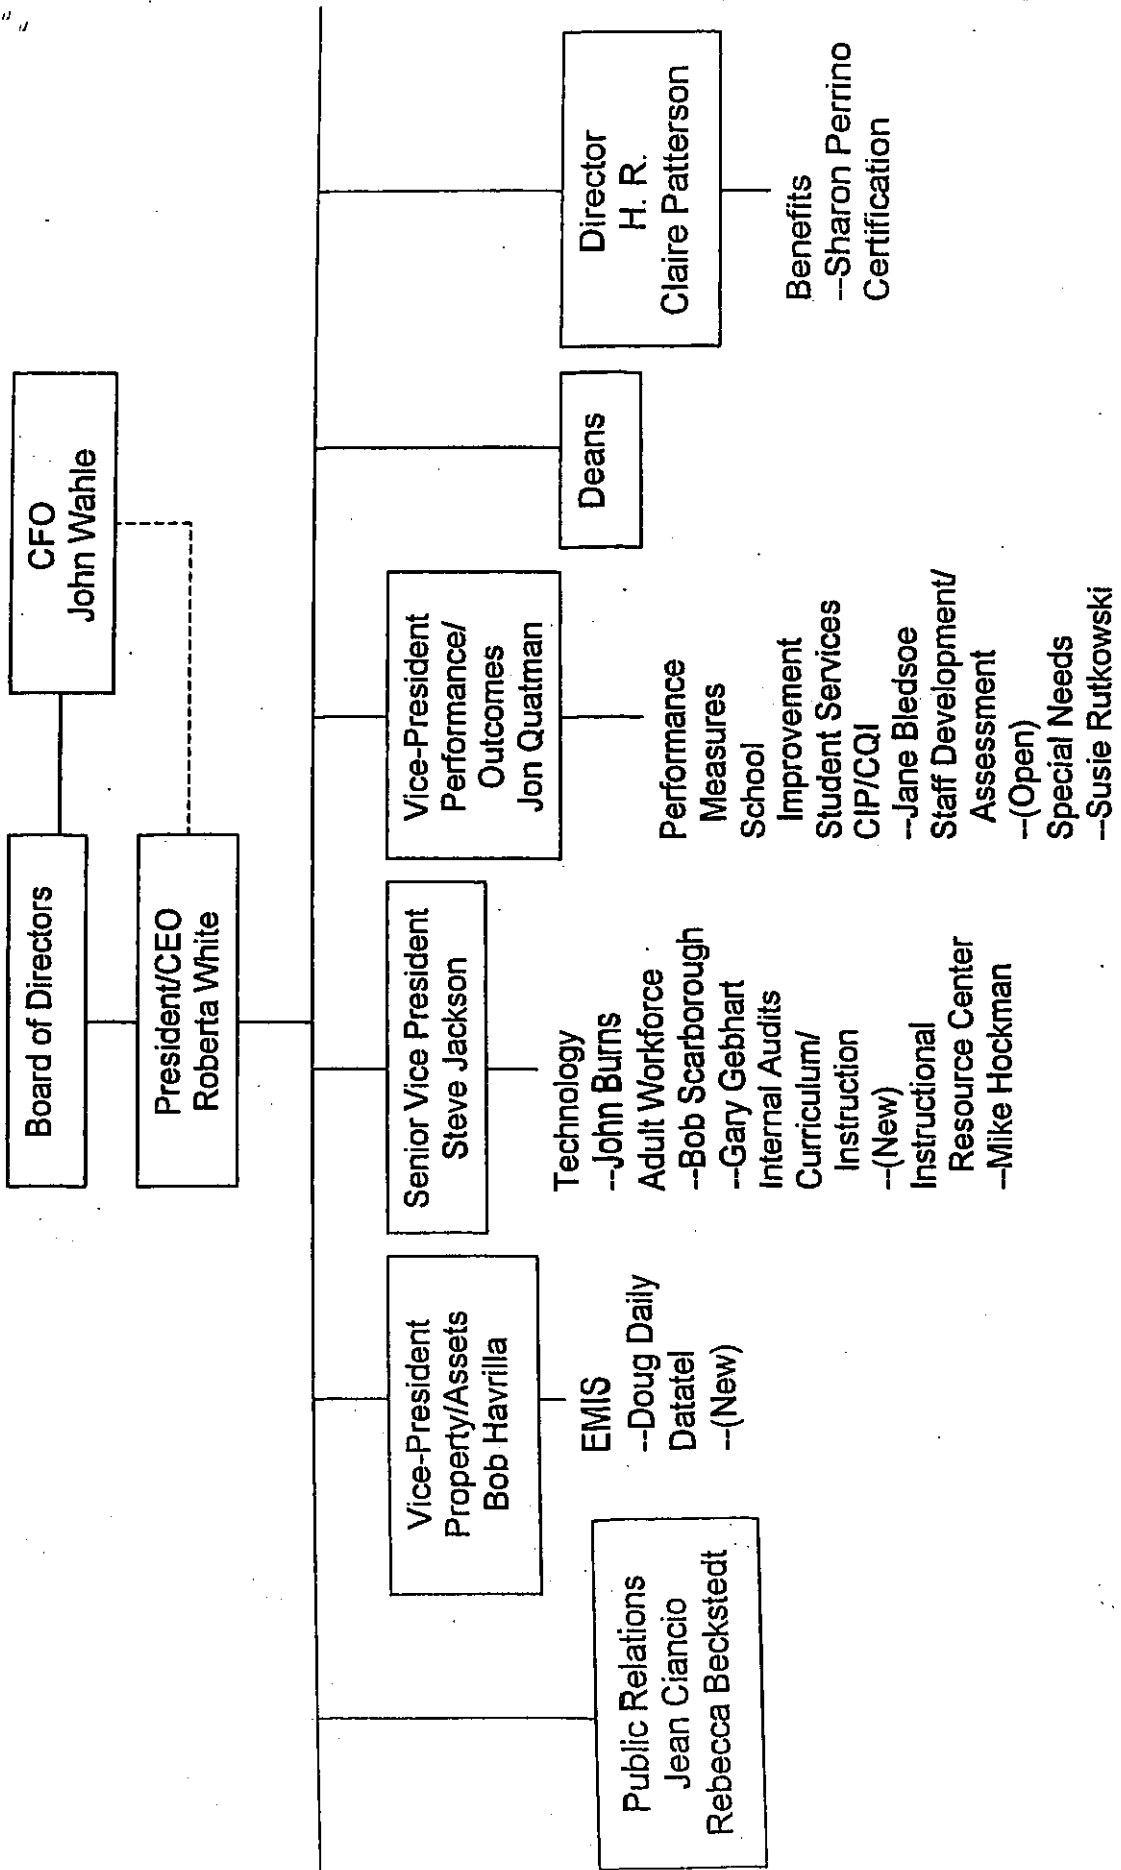 Board of Directors
CFO
John Wahle
President/CEO
Roberta White
Public Relations
Jean Ciancio
Rebecca Beckstedt
Vice-President
Property/Assets
Bob Havrilla
EMIS
--Doug Daily
Datatel
--(New)
Senior Vice President
Steve Jackson
Technology
--John Burns
Adult Workforce
--Bob Scarborough
--Gary Gebhart
Internal Audits
Curriculum/
Instruction
--(New)
Instructional
Resource Center
--Mike Hockman
Vice-President
Performance/
Outcomes
Jon Quatman
Performance
Measures
School
Improvement
Student Services
CIP/CQI
--Jane Bledsoe
Staff Development/
Assessment
--(Open)
Special Needs
--Susie Rutkowski
Deans
Director
H. R.
Claire Patterson
Benefits
--Sharon Perrino
Certification